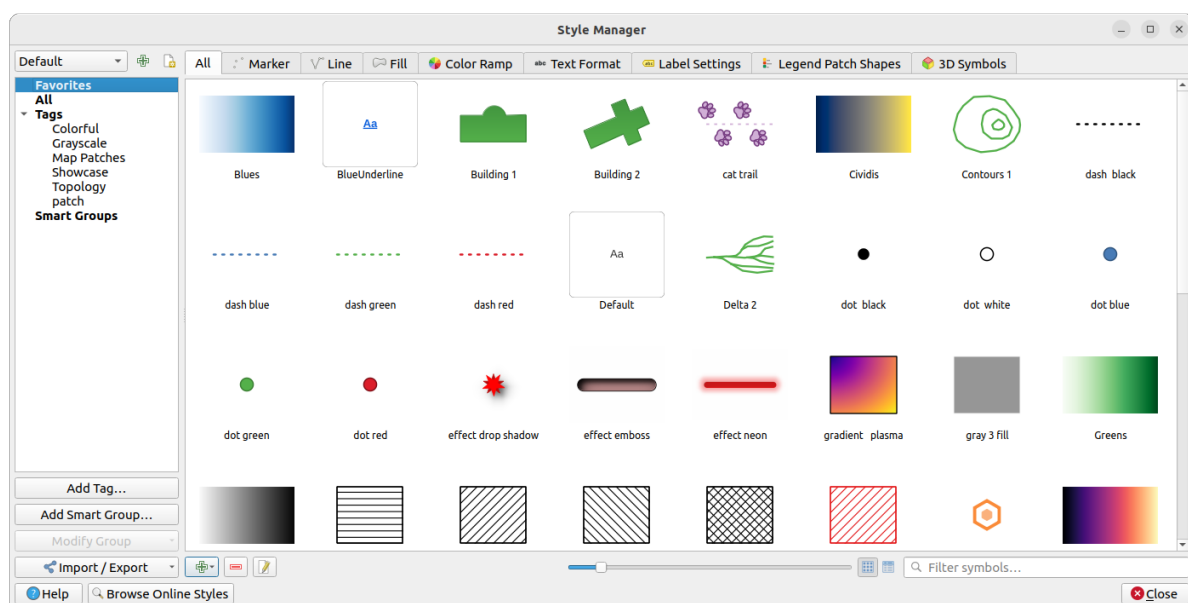 Style Manager
Default
All Marker Line Fill Color Ramp abc Text Format abc Label Settings Legend Patch Shapes 3D Symbols
Favorites
All
Tags
Colorful
Grayscale
Map Patches
Showcase
Topology
patch
Smart Groups
Aa
Blues BlueUnderline Building 1 Building 2 cat trail Cividis Contours 1 dash black
Aa
dash blue dash green dash red Default Delta 2 dot black dot white dot blue
dot green dot red effect drop shadow effect emboss effect neon gradient plasma gray 3 fill Greens
Add Tag…
Add Smart Group…
Modify Group
Import / Export
Filter symbols…
Help Browse Online Styles Close